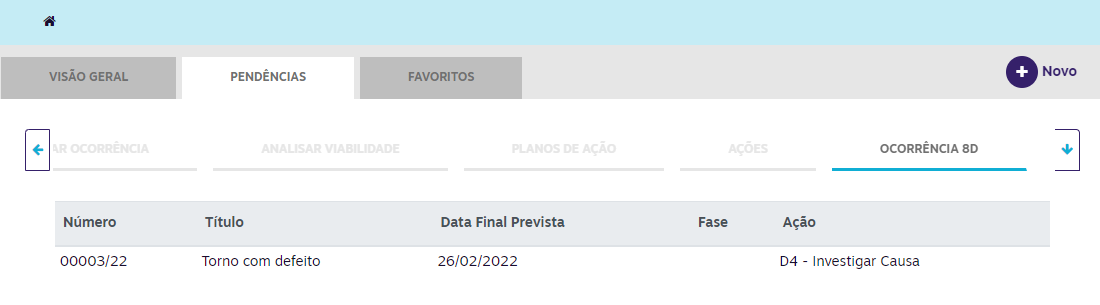 VISÃO GERAL PENDÊNCIAS FAVORITOS Novo
AR OCORRÊNCIA ANALISAR VIABILIDADE PLANOS DE AÇÃO AÇÕES OCORRÊNCIA 8D
Número Título Data Final Prevista Fase Ação
00003/22 Torno com defeito 26/02/2022 D4 - Investigar Causa